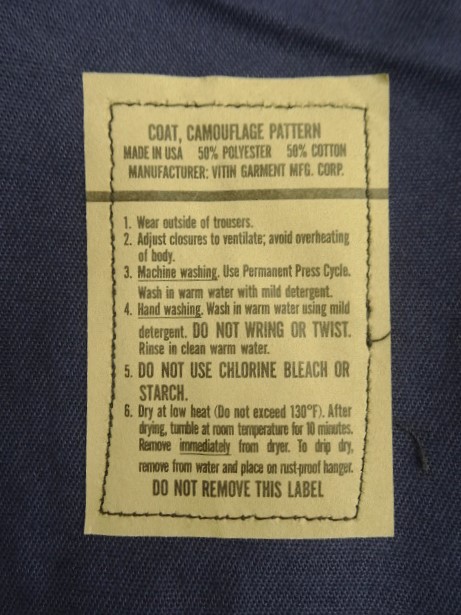 COAT, CAMOUFLAGE PATTERN
MADE IN USA 50% POLYESTER 50% COTTON
MANUFACTURER: VITIN GARMENT MFG. CORP.
1. Wear outside of trousers.
2. Adjust closures to ventilate; avoid overheating
of body.
3. Machine washing. Use Permanent Press Cycle.
Wash in warm water with mild detergent.
4. Hand washing. Wash in warm water using mild
detergent. DO NOT WRING OR TWIST.
Rinse in clean warm water.
5. DO NOT USE CHLORINE BLEACH OR
STARCH.
6. Dry at low heat (Do not exceed 130°F). After
drying, tumble at room temperature for 10 minutes.
Remove immediately from dryer. To drip dry,
remove from water and place on rust-proof hanger.
DO NOT REMOVE THIS LABEL